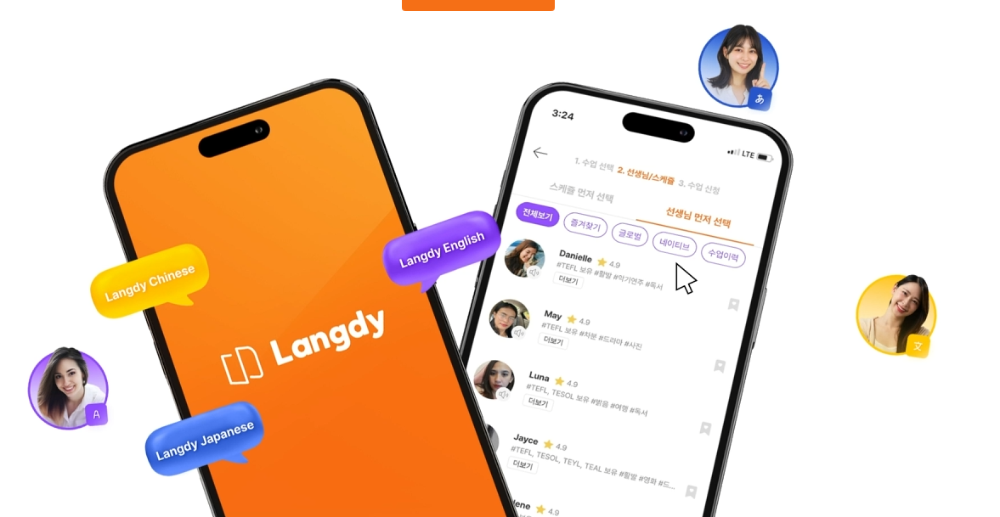 Langdy Chinese
Langdy English
Langdy
Langdy Japanese
A
あ
文
3:24
LTE
1. 수업 선택 2. 선생님/스케쥴 3. 수업 신청
스케쥴 먼저 선택
선생님 먼저 선택
전체보기
즐겨찾기
글로벌
네이티브
수업이력
Danielle 4.9
#TEFL 보유 #활발 #악기연주 #독서
더보기
May 4.9
#TEFL 보유 #차분 #드라마 #사진
더보기
Luna 4.9
#TEFL, TESOL 보유 #밝음 #여행 #독서
더보기
Jayce 4.9
#TEFL, TESOL, TEYL, TEAL 보유 #활발 #영화 #드...
더보기
lene 4.9